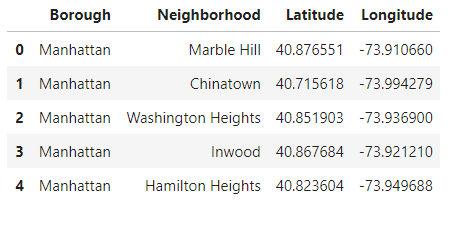 Borough Neighborhood Latitude Longitude
0 Manhattan Marble Hill 40.876551 -73.910660
1 Manhattan Chinatown 40.715618 -73.994279
2 Manhattan Washington Heights 40.851903 -73.936900
3 Manhattan Inwood 40.867684 -73.921210
4 Manhattan Hamilton Heights 40.823604 -73.949688